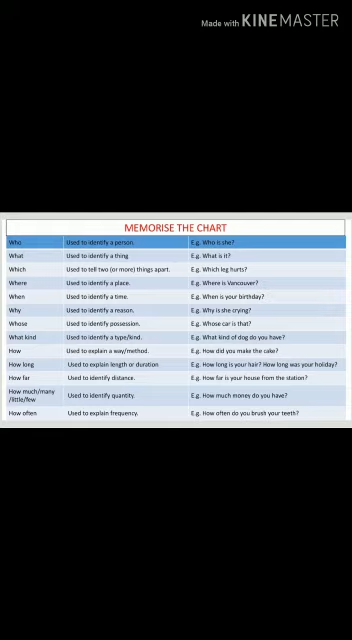 Made with KINEMASTER
MEMORISE THE CHART
Who Used to identify a person. E.g. Who is she?
What Used to identify a thing E.g. What is it?
Which Used to tell two (or more) things apart. E.g. Which leg hurts?
Where Used to identify a place. E.g. Where is Vancouver?
When Used to identify a time. E.g. When is your birthday?
Why Used to identify a reason. E.g. Why is she crying?
Whose Used to identify possession. E.g. Whose car is that?
What kind Used to identify a type/kind. E.g. What kind of dog do you have?
How Used to explain a way/method. E.g. How did you make the cake?
How long Used to explain length or duration E.g. How long is your hair? How long was your holiday?
How far Used to identify distance. E.g. How far is your house from the station?
How much/many
/little/few Used to identify quantity. E.g. How much money do you have?
How often Used to explain frequency. E.g. How often do you brush your teeth?